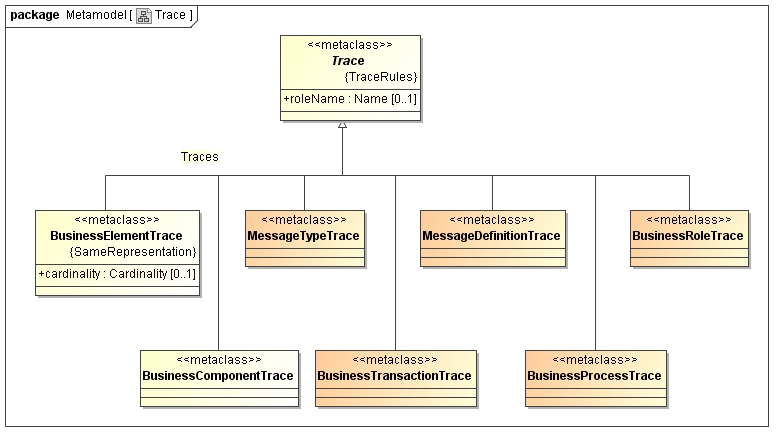 package Metamodel [ Trace ]
<<metaclass>>
Trace
{TraceRules}
+roleName : Name [0..1]
Traces
<<metaclass>>
BusinessElementTrace
{SameRepresentation}
+cardinality : Cardinality [0..1]
<<metaclass>>
MessageTypeTrace
<<metaclass>>
MessageDefinitionTrace
<<metaclass>>
BusinessRoleTrace
<<metaclass>>
BusinessComponentTrace
<<metaclass>>
BusinessTransactionTrace
<<metaclass>>
BusinessProcessTrace